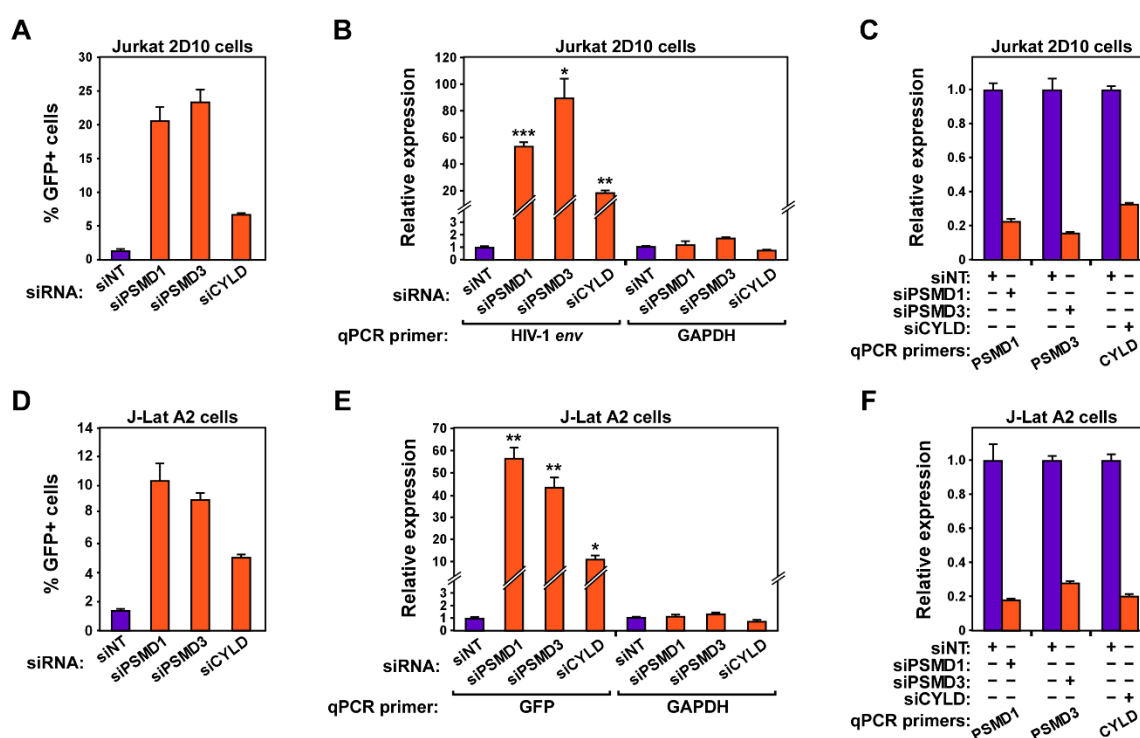 A
Jurkat 2D10 cells
% GFP+ cells
30
25
20
15
10
5
0
siRNA:
siNT
siPSMD1
siPSMD3
siCYLD
B
Jurkat 2D10 cells
Relative expression
120
100
80
60
40
20
3
2
1
0
***
*
**
siRNA:
siNT
siPSMD1
siPSMD3
siCYLD
siNT
siPSMD1
siPSMD3
siCYLD
qPCR primer:
HIV-1 env
GAPDH
C
Jurkat 2D10 cells
Relative expression
1.0
0.8
0.6
0.4
0.2
0
siNT: + – + – + –
siPSMD1: – + – – – –
siPSMD3: – – – + – –
siCYLD: – – – – – +
qPCR primers: PSMD1 PSMD3 CYLD
D
J-Lat A2 cells
% GFP+ cells
14
12
10
8
6
4
2
0
siRNA:
siNT
siPSMD1
siPSMD3
siCYLD
E
J-Lat A2 cells
Relative expression
70
60
50
40
30
20
10
3
2
1
0
**
**
*
siRNA:
siNT
siPSMD1
siPSMD3
siCYLD
siNT
siPSMD1
siPSMD3
siCYLD
qPCR primer:
GFP
GAPDH
F
J-Lat A2 cells
Relative expression
1.0
0.8
0.6
0.4
0.2
0
siNT: + – + – + –
siPSMD1: – + – – – –
siPSMD3: – – – + – –
siCYLD: – – – – – +
qPCR primers: PSMD1 PSMD3 CYLD